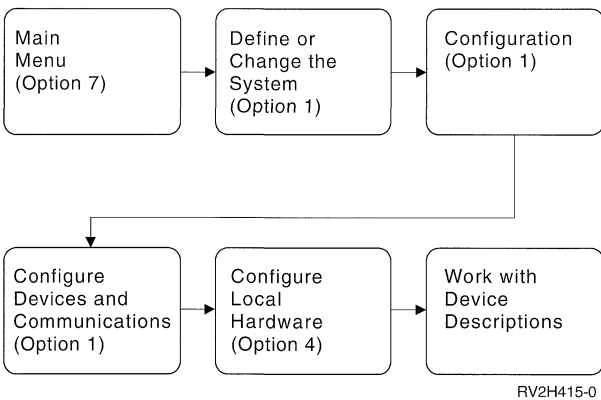 Main
Menu
(Option 7)
Define or
Change the
System
(Option 1)
Configuration
(Option 1)
Configure
Devices and
Communications
(Option 1)
Configure
Local
Hardware
(Option 4)
Work with
Device
Descriptions
RV2H415-0